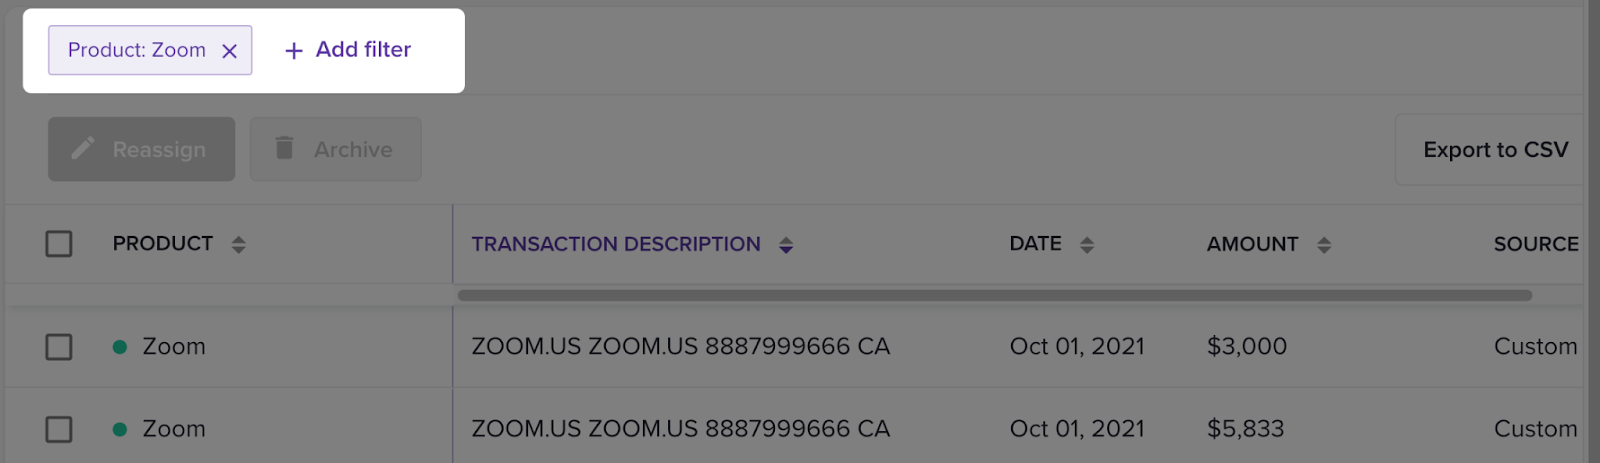 Product: Zoom
+ Add filter
Reassign
Archive
Export to CSV
PRODUCT TRANSACTION DESCRIPTION DATE AMOUNT SOURCE
Zoom ZOOM.US ZOOM.US 8887999666 CA Oct 01, 2021 $3,000 Custom
Zoom ZOOM.US ZOOM.US 8887999666 CA Oct 01, 2021 $5,833 Custom